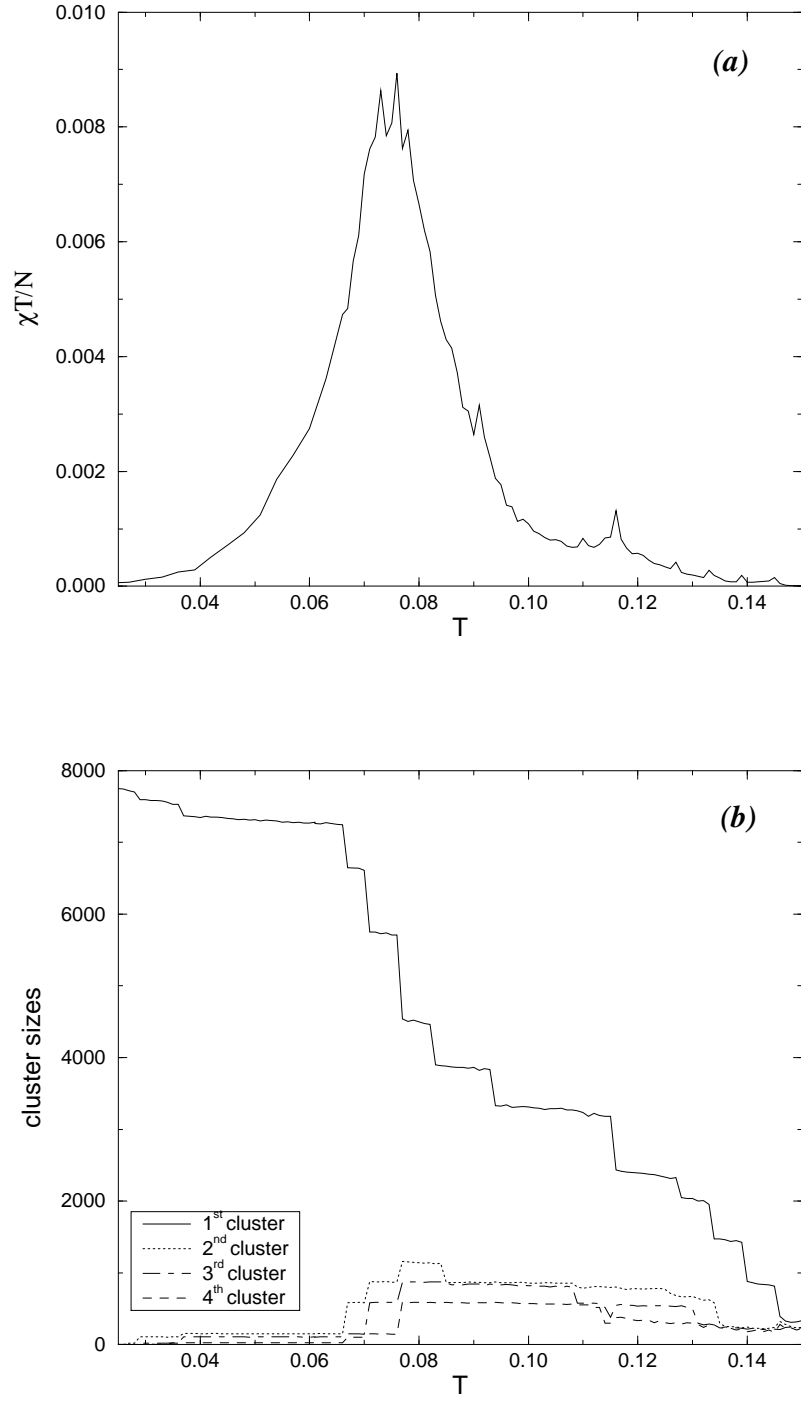 0.010
(a)
0.008
0.006
χT/N
0.004
0.002
0.000
0.04 0.06 0.08 0.10 0.12 0.14
T
8000
(b)
6000
cluster sizes
4000
2000
1st cluster
2nd cluster
3rd cluster
4th cluster
0
0.04 0.06 0.08 0.10 0.12 0.14
T